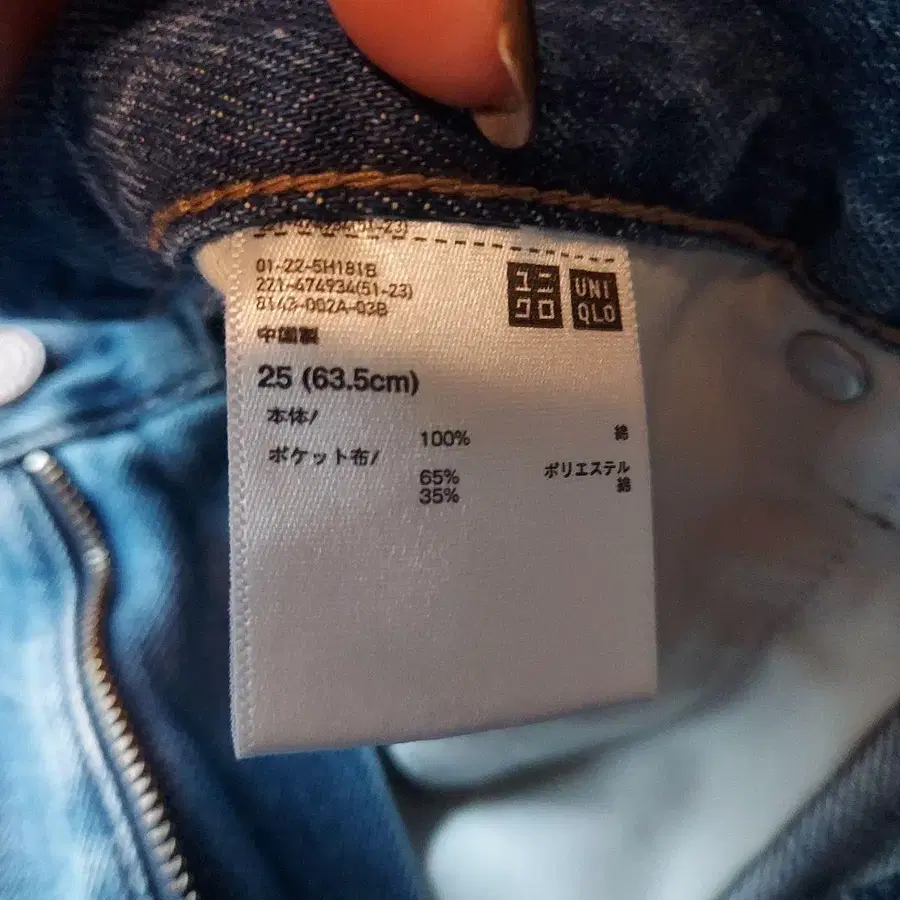 01-22-5H181B
221-474934(51-23)
8143-002A-03B
ユニクロ
UNIQLO
中国製
25 (63.5cm)
本体/
100% 綿
ポケット布/
65% ポリエステル
35% 綿